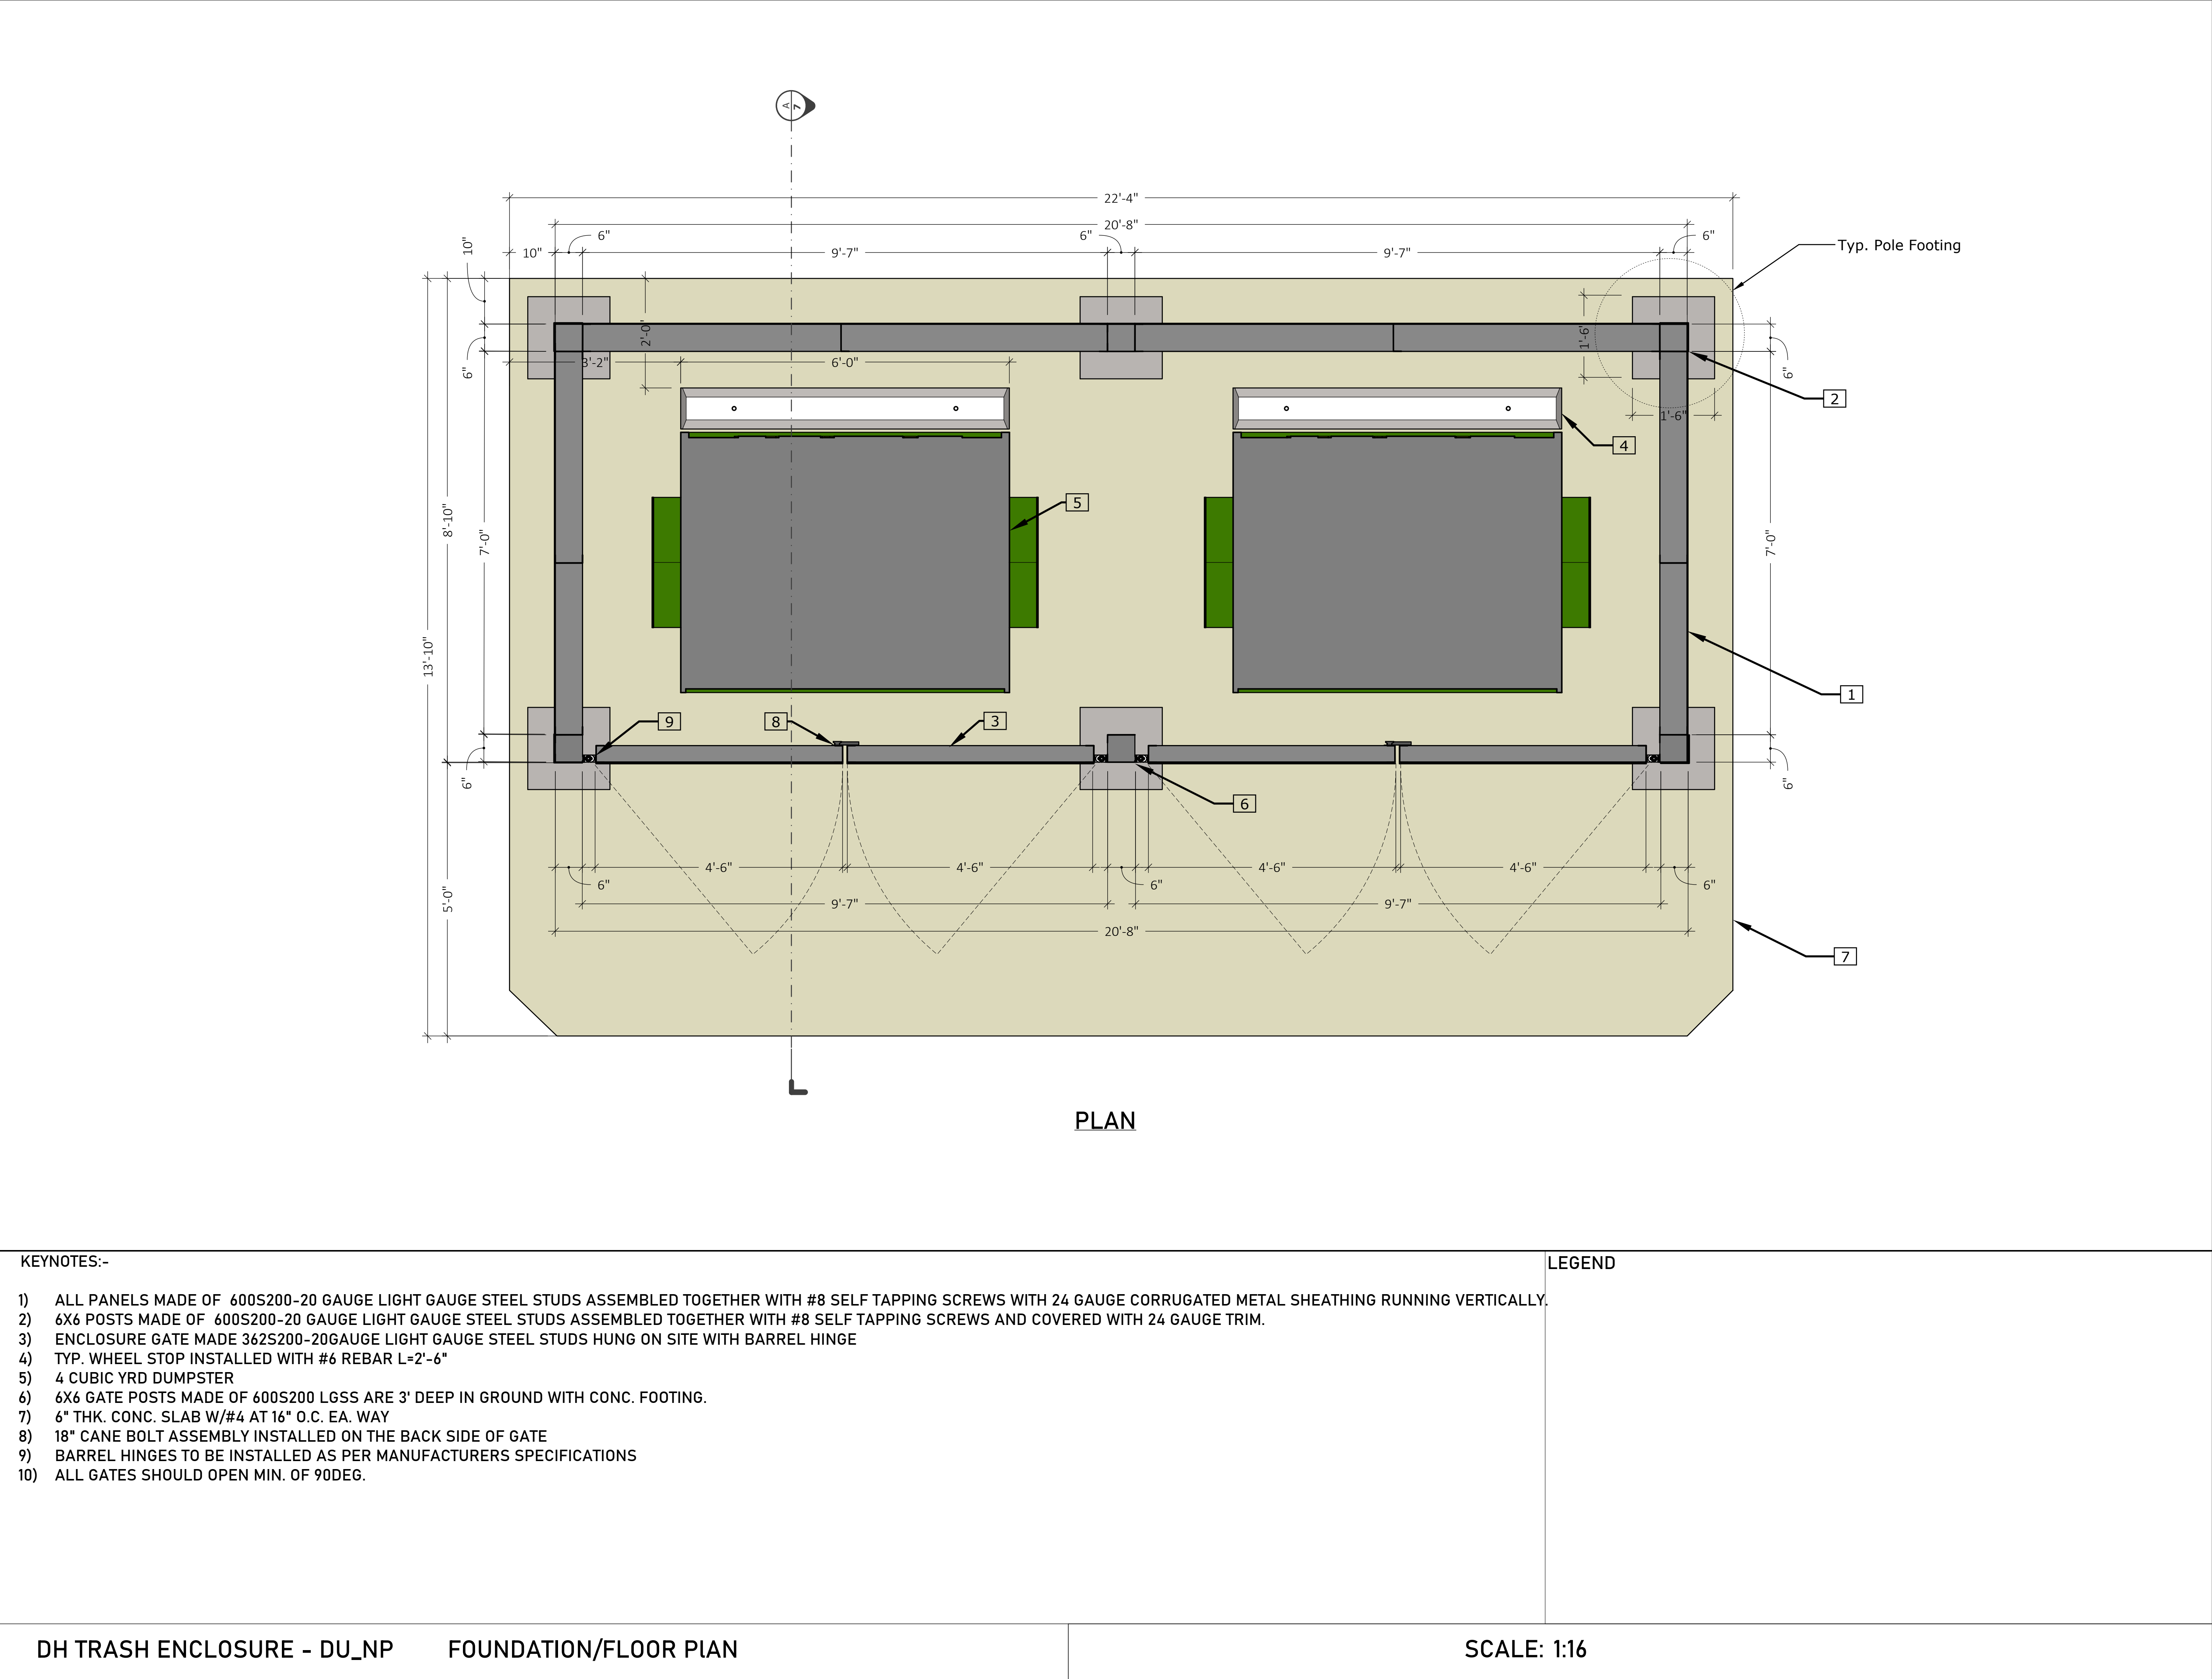 A
7
22'-4"
20'-8"
10"
6"
6"
6"
10"
9'-7"
9'-7"
Typ. Pole Footing
2'-0"
1'-6"
6"
3'-2"
6'-0"
6"
2
1'-6"
4
5
8'-10"
7'-0"
7'-0"
13'-10"
1
9
8
3
6"
6"
6
4'-6"
4'-6"
4'-6"
4'-6"
6"
6"
6"
5'-0"
9'-7"
9'-7"
20'-8"
7
PLAN
KEYNOTES:-
1) ALL PANELS MADE OF 600S200-20 GAUGE LIGHT GAUGE STEEL STUDS ASSEMBLED TOGETHER WITH #8 SELF TAPPING SCREWS WITH 24 GAUGE CORRUGATED METAL SHEATHING RUNNING VERTICALLY.
2) 6X6 POSTS MADE OF 600S200-20 GAUGE LIGHT GAUGE STEEL STUDS ASSEMBLED TOGETHER WITH #8 SELF TAPPING SCREWS AND COVERED WITH 24 GAUGE TRIM.
3) ENCLOSURE GATE MADE 362S200-20GAUGE LIGHT GAUGE STEEL STUDS HUNG ON SITE WITH BARREL HINGE
4) TYP. WHEEL STOP INSTALLED WITH #6 REBAR L=2'-6"
5) 4 CUBIC YRD DUMPSTER
6) 6X6 GATE POSTS MADE OF 600S200 LGSS ARE 3' DEEP IN GROUND WITH CONC. FOOTING.
7) 6" THK. CONC. SLAB W/#4 AT 16" O.C. EA. WAY
8) 18" CANE BOLT ASSEMBLY INSTALLED ON THE BACK SIDE OF GATE
9) BARREL HINGES TO BE INSTALLED AS PER MANUFACTURERS SPECIFICATIONS
10) ALL GATES SHOULD OPEN MIN. OF 90DEG.
LEGEND
DH TRASH ENCLOSURE - DU_NP FOUNDATION/FLOOR PlAN
SCALE: 1:16